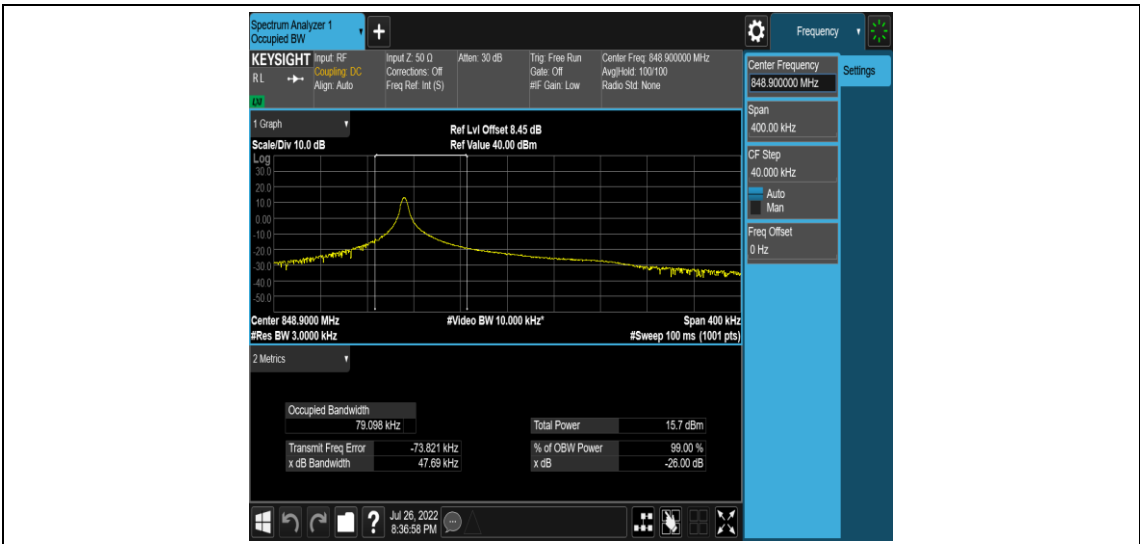 Spectrum Analyzer 1
Occupied BW
+
Frequency
KEYSIGHT
RL
LXI
Input: RF
Coupling: DC
Align: Auto
Input Z: 50 Ω
Corrections: Off
Freq Ref: Int (S)
Atten: 30 dB
Trig: Free Run
Gate: Off
#IF Gain: Low
Center Freq: 848.900000 MHz
Avg|Hold: 100/100
Radio Std: None
Center Frequency
848.900000 MHz
Settings
Span
400.00 kHz
CF Step
40.000 kHz
Auto
Man
Freq Offset
0 Hz
1 Graph
Scale/Div 10.0 dB
Ref Lvl Offset 8.45 dB
Ref Value 40.00 dBm
Log
30.0
20.0
10.0
0.00
-10.0
-20.0
-30.0
-40.0
-50.0
Center 848.9000 MHz
#Video BW 10.000 kHz*
Span 400 kHz
#Res BW 3.0000 kHz
#Sweep 100 ms (1001 pts)
2 Metrics
Occupied Bandwidth
79.098 kHz
Total Power 15.7 dBm
Transmit Freq Error -73.821 kHz
% of OBW Power 99.00 %
x dB Bandwidth 47.69 kHz
x dB -26.00 dB
?
Jul 26, 2022
8:36:58 PM